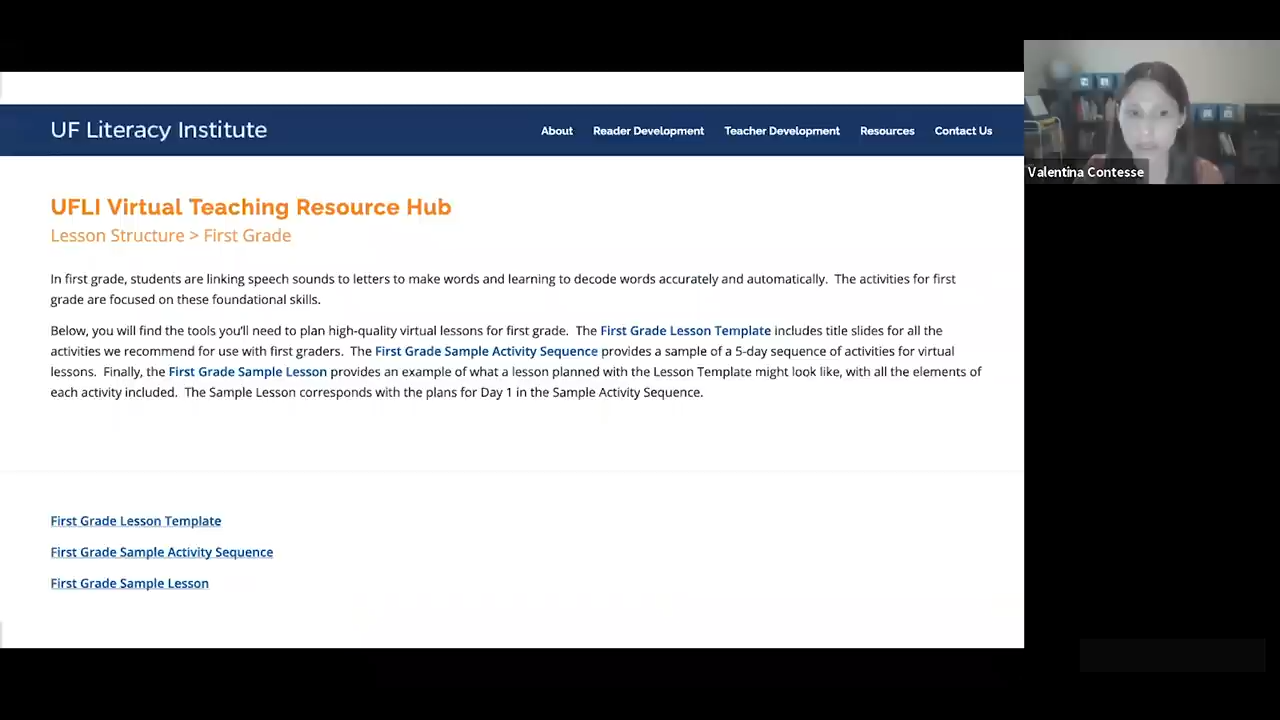 UF Literacy Institute
About Reader Development Teacher Development Resources Contact Us
Valentina Contesse
UFLI Virtual Teaching Resource Hub
Lesson Structure > First Grade
In first grade, students are linking speech sounds to letters to make words and learning to decode words accurately and automatically. The activities for first
grade are focused on these foundational skills.
Below, you will find the tools you'll need to plan high-quality virtual lessons for first grade. The First Grade Lesson Template includes title slides for all the
activities we recommend for use with first graders. The First Grade Sample Activity Sequence provides a sample of a 5-day sequence of activities for virtual
lessons. Finally, the First Grade Sample Lesson provides an example of what a lesson planned with the Lesson Template might look like, with all the elements of
each activity included. The Sample Lesson corresponds with the plans for Day 1 in the Sample Activity Sequence.
First Grade Lesson Template
First Grade Sample Activity Sequence
First Grade Sample Lesson